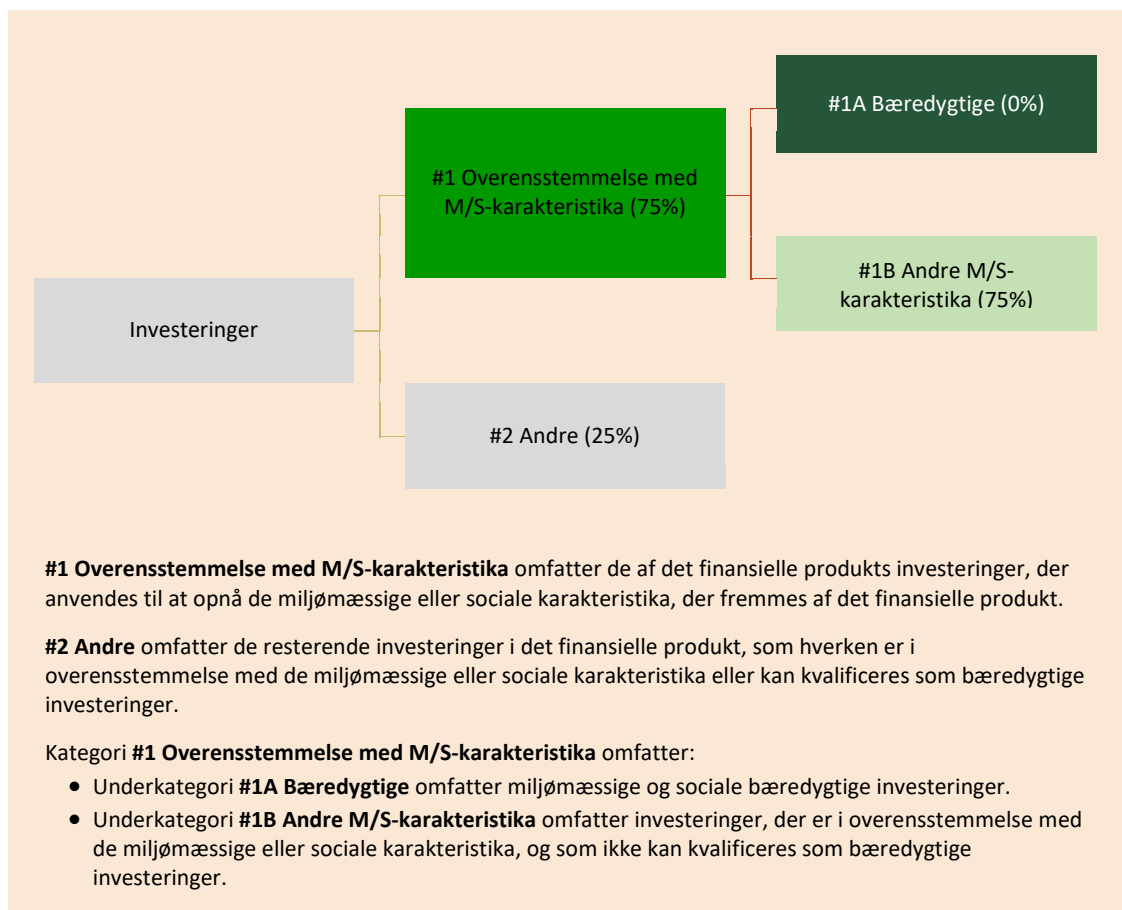 #1A Bæredygtige (0%)
#1 Overensstemmelse med
M/S-karakteristika (75%)
#1B Andre M/S-
karakteristika (75%)
Investeringer
#2 Andre (25%)
#1 Overensstemmelse med M/S-karakteristika omfatter de af det finansielle produkts investeringer, der
anvendes til at opnå de miljømæssige eller sociale karakteristika, der fremmes af det finansielle produkt.
#2 Andre omfatter de resterende investeringer i det finansielle produkt, som hverken er i
overensstemmelse med de miljømæssige eller sociale karakteristika eller kan kvalificeres som bæredygtige
investeringer.
Kategori #1 Overensstemmelse med M/S-karakteristika omfatter:
• Underkategori #1A Bæredygtige omfatter miljømæssige og sociale bæredygtige investeringer.
• Underkategori #1B Andre M/S-karakteristika omfatter investeringer, der er i overensstemmelse med
de miljømæssige eller sociale karakteristika, og som ikke kan kvalificeres som bæredygtige
investeringer.